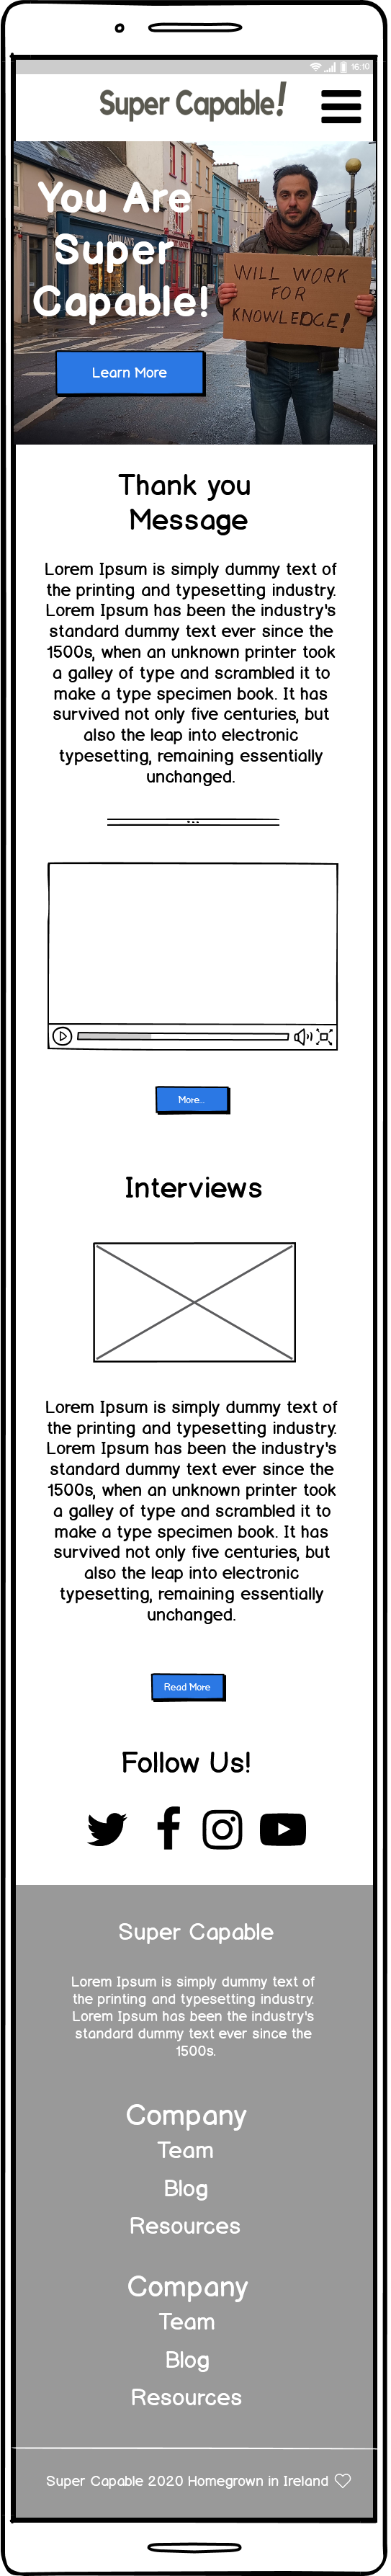 16:10
Super Capable!
You Are
Super
Capable!
WILL WORK
FOR
KNOWLEDGE!
Learn More
Thank you
Message
Lorem Ipsum is simply dummy text of
the printing and typesetting industry.
Lorem Ipsum has been the industry's
standard dummy text ever since the
1500s, when an unknown printer took
a galley of type and scrambled it to
make a type specimen book. It has
survived not only five centuries, but
also the leap into electronic
typesetting, remaining essentially
unchanged.
More...
Interviews
Lorem Ipsum is simply dummy text of
the printing and typesetting industry.
Lorem Ipsum has been the industry's
standard dummy text ever since the
1500s, when an unknown printer took
a galley of type and scrambled it to
make a type specimen book. It has
survived not only five centuries, but
also the leap into electronic
typesetting, remaining essentially
unchanged.
Read More
Follow Us!
Super Capable
Lorem Ipsum is simply dummy text of
the printing and typesetting industry.
Lorem Ipsum has been the industry's
standard dummy text ever since the
1500s.
Company
Team
Blog
Resources
Company
Team
Blog
Resources
Super Capable 2020 Homegrown in Ireland